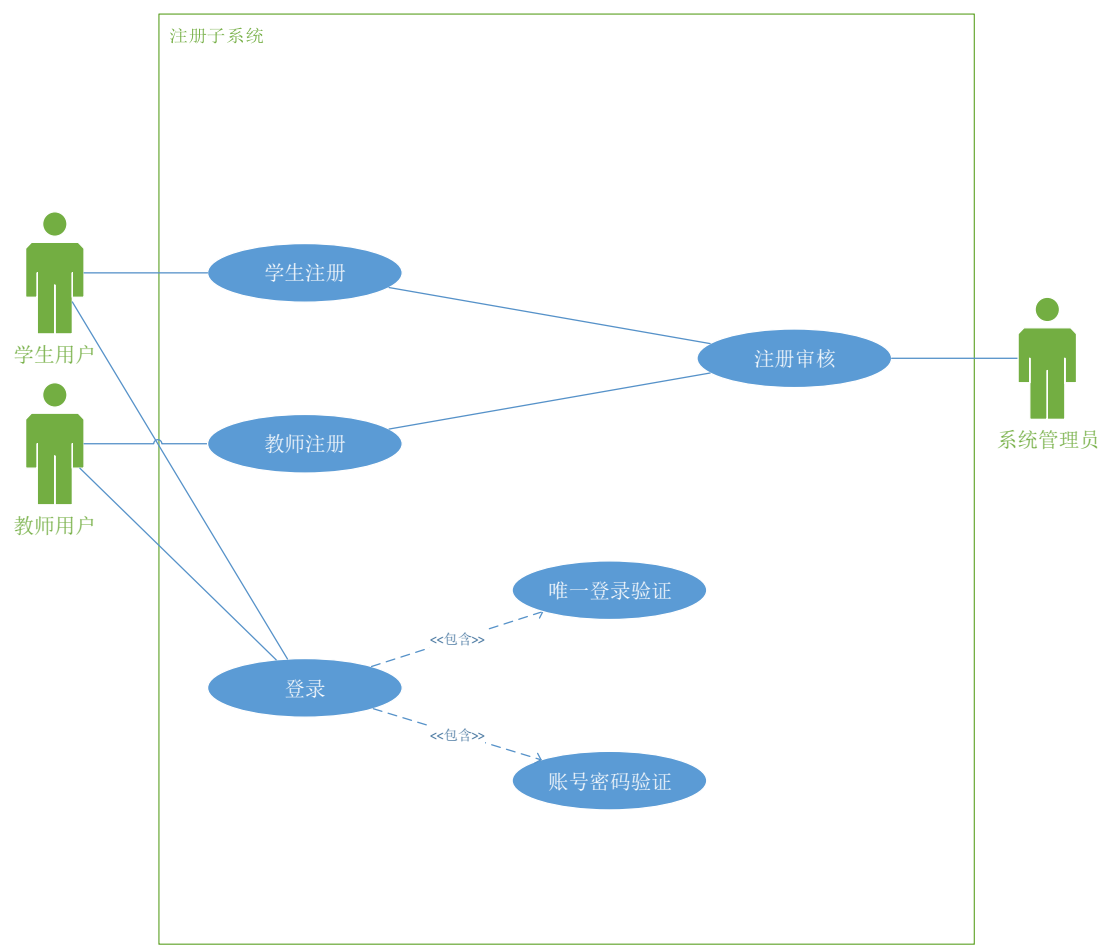 注册子系统
学生用户
学生注册
注册审核
系统管理员
教师用户
教师注册
唯一登录验证
<<包含>>
登录
<<包含>>
账号密码验证